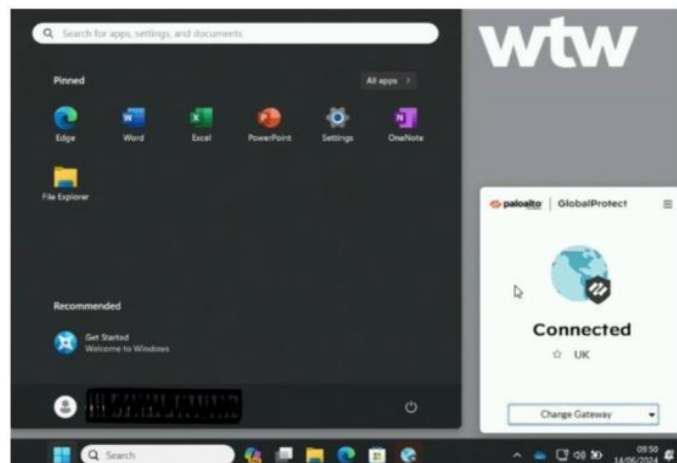 Search for apps, settings, and documents
wtw
Pinned
All apps >
Edge
Word
Excel
PowerPoint
Settings
OneNote
File Explorer
paloalto | GlobalProtect
Connected
UK
Recommended
Get Started
Welcome to Windows
Change Gateway
Search
09:50
14/06/2024